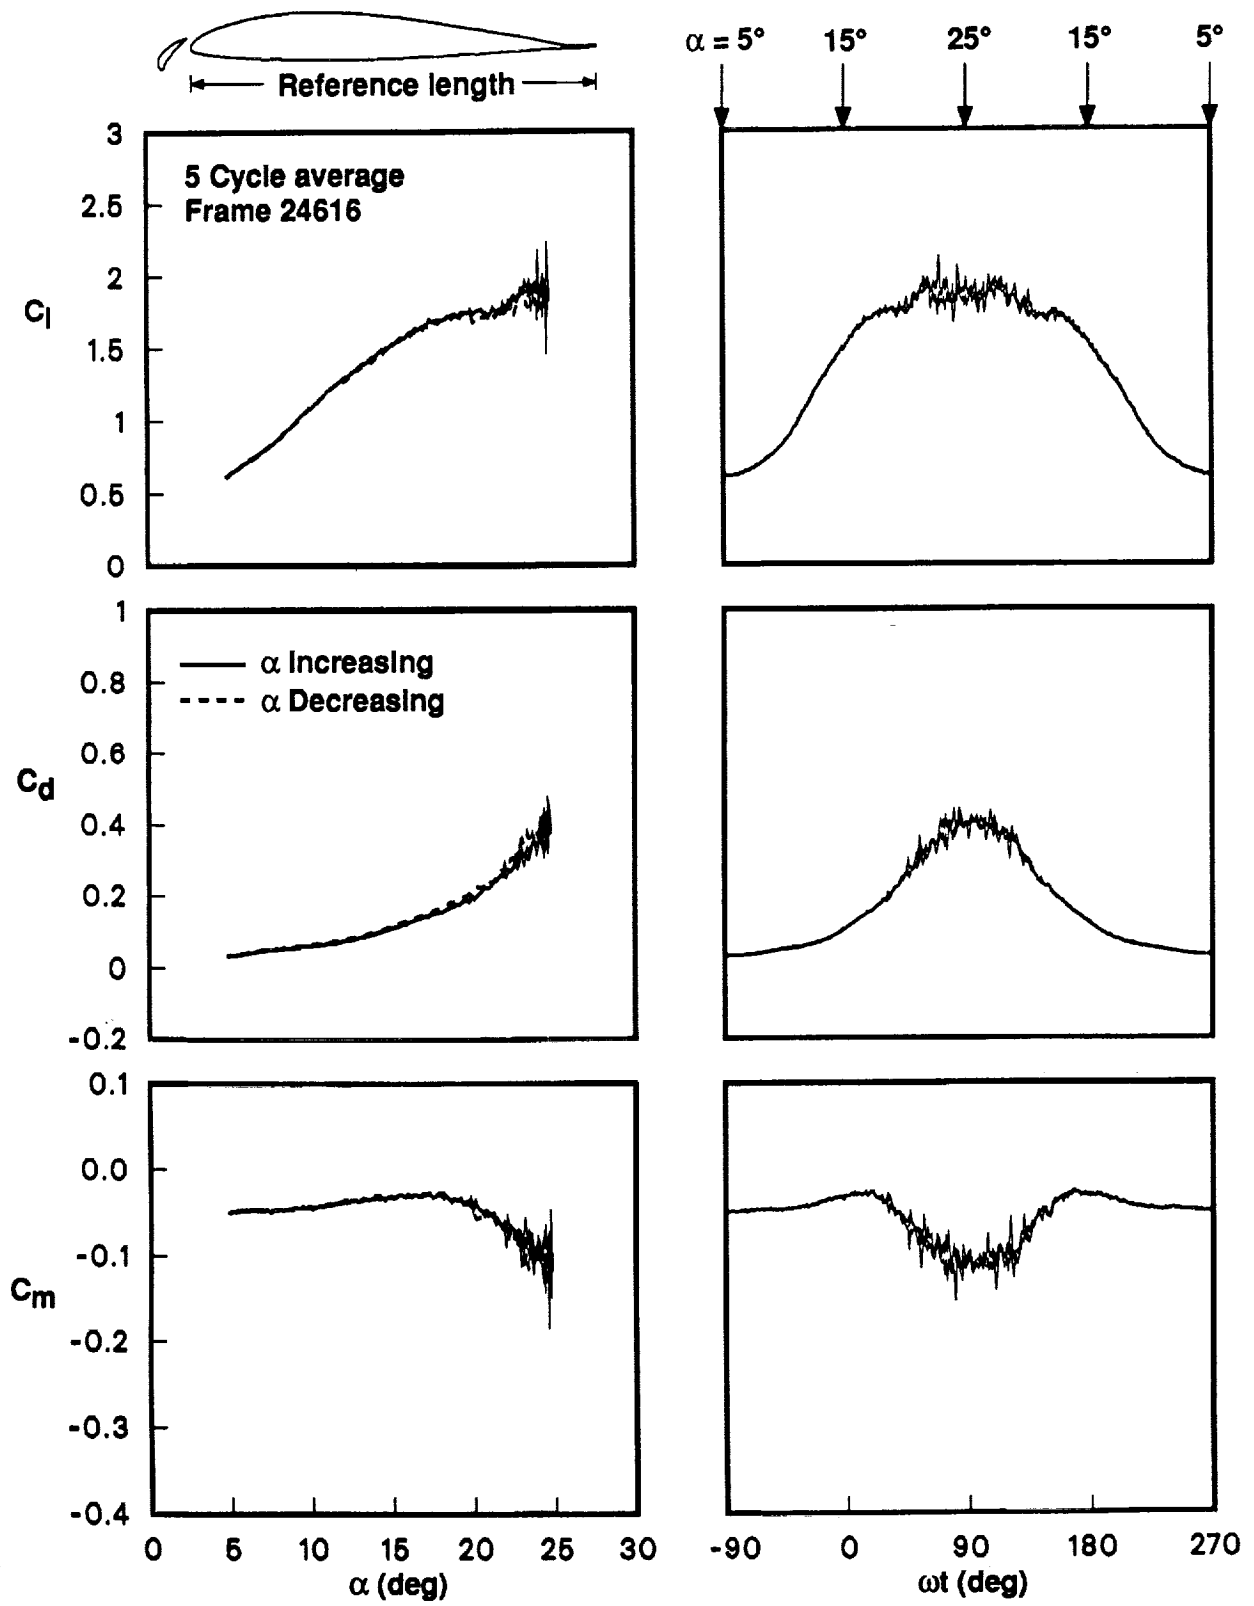 α = 5° 15° 25° 15° 5°
Reference length
5 Cycle average
Frame 24616
3
2.5
2
1.5
1
0.5
0
Cl
α Increasing
α Decreasing
1
0.8
0.6
0.4
0.2
0
-0.2
Cd
0.1
0.0
-0.1
-0.2
-0.3
-0.4
Cm
0 5 10 15 20 25 30
α (deg)
-90 0 90 180 270
ωt (deg)